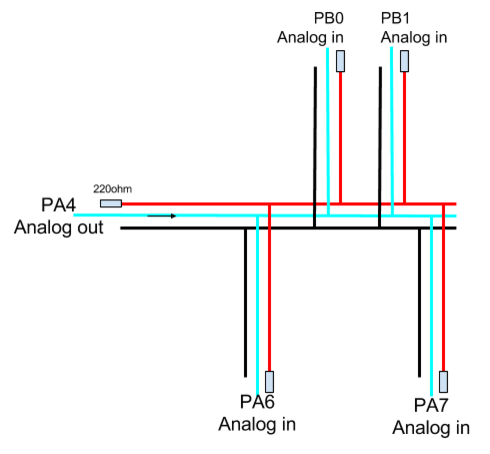 PB0
Analog in
PB1
Analog in
220ohm
PA4
Analog out
PA6
Analog in
PA7
Analog in